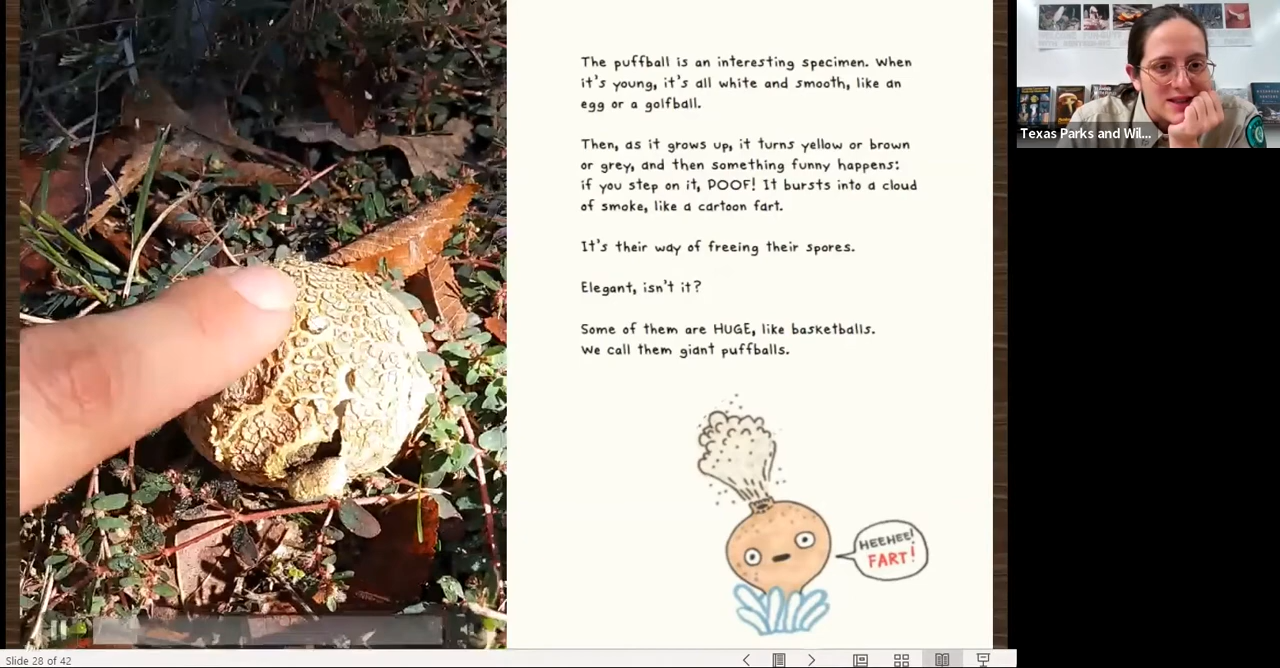 The puffball is an interesting specimen. When
it's young, it's all white and smooth, like an
egg or a golfball.
Then, as it grows up, it turns yellow or brown
or grey, and then something funny happens:
if you step on it, POOF! It bursts into a cloud
of smoke, like a cartoon fart.
It's their way of freeing their spores.
Elegant, isn't it?
Some of them are HUGE, like basketballs.
We call them giant puffballs.
HEEHEE!
FART!
Texas Parks and Wil...
Slide 28 of 42